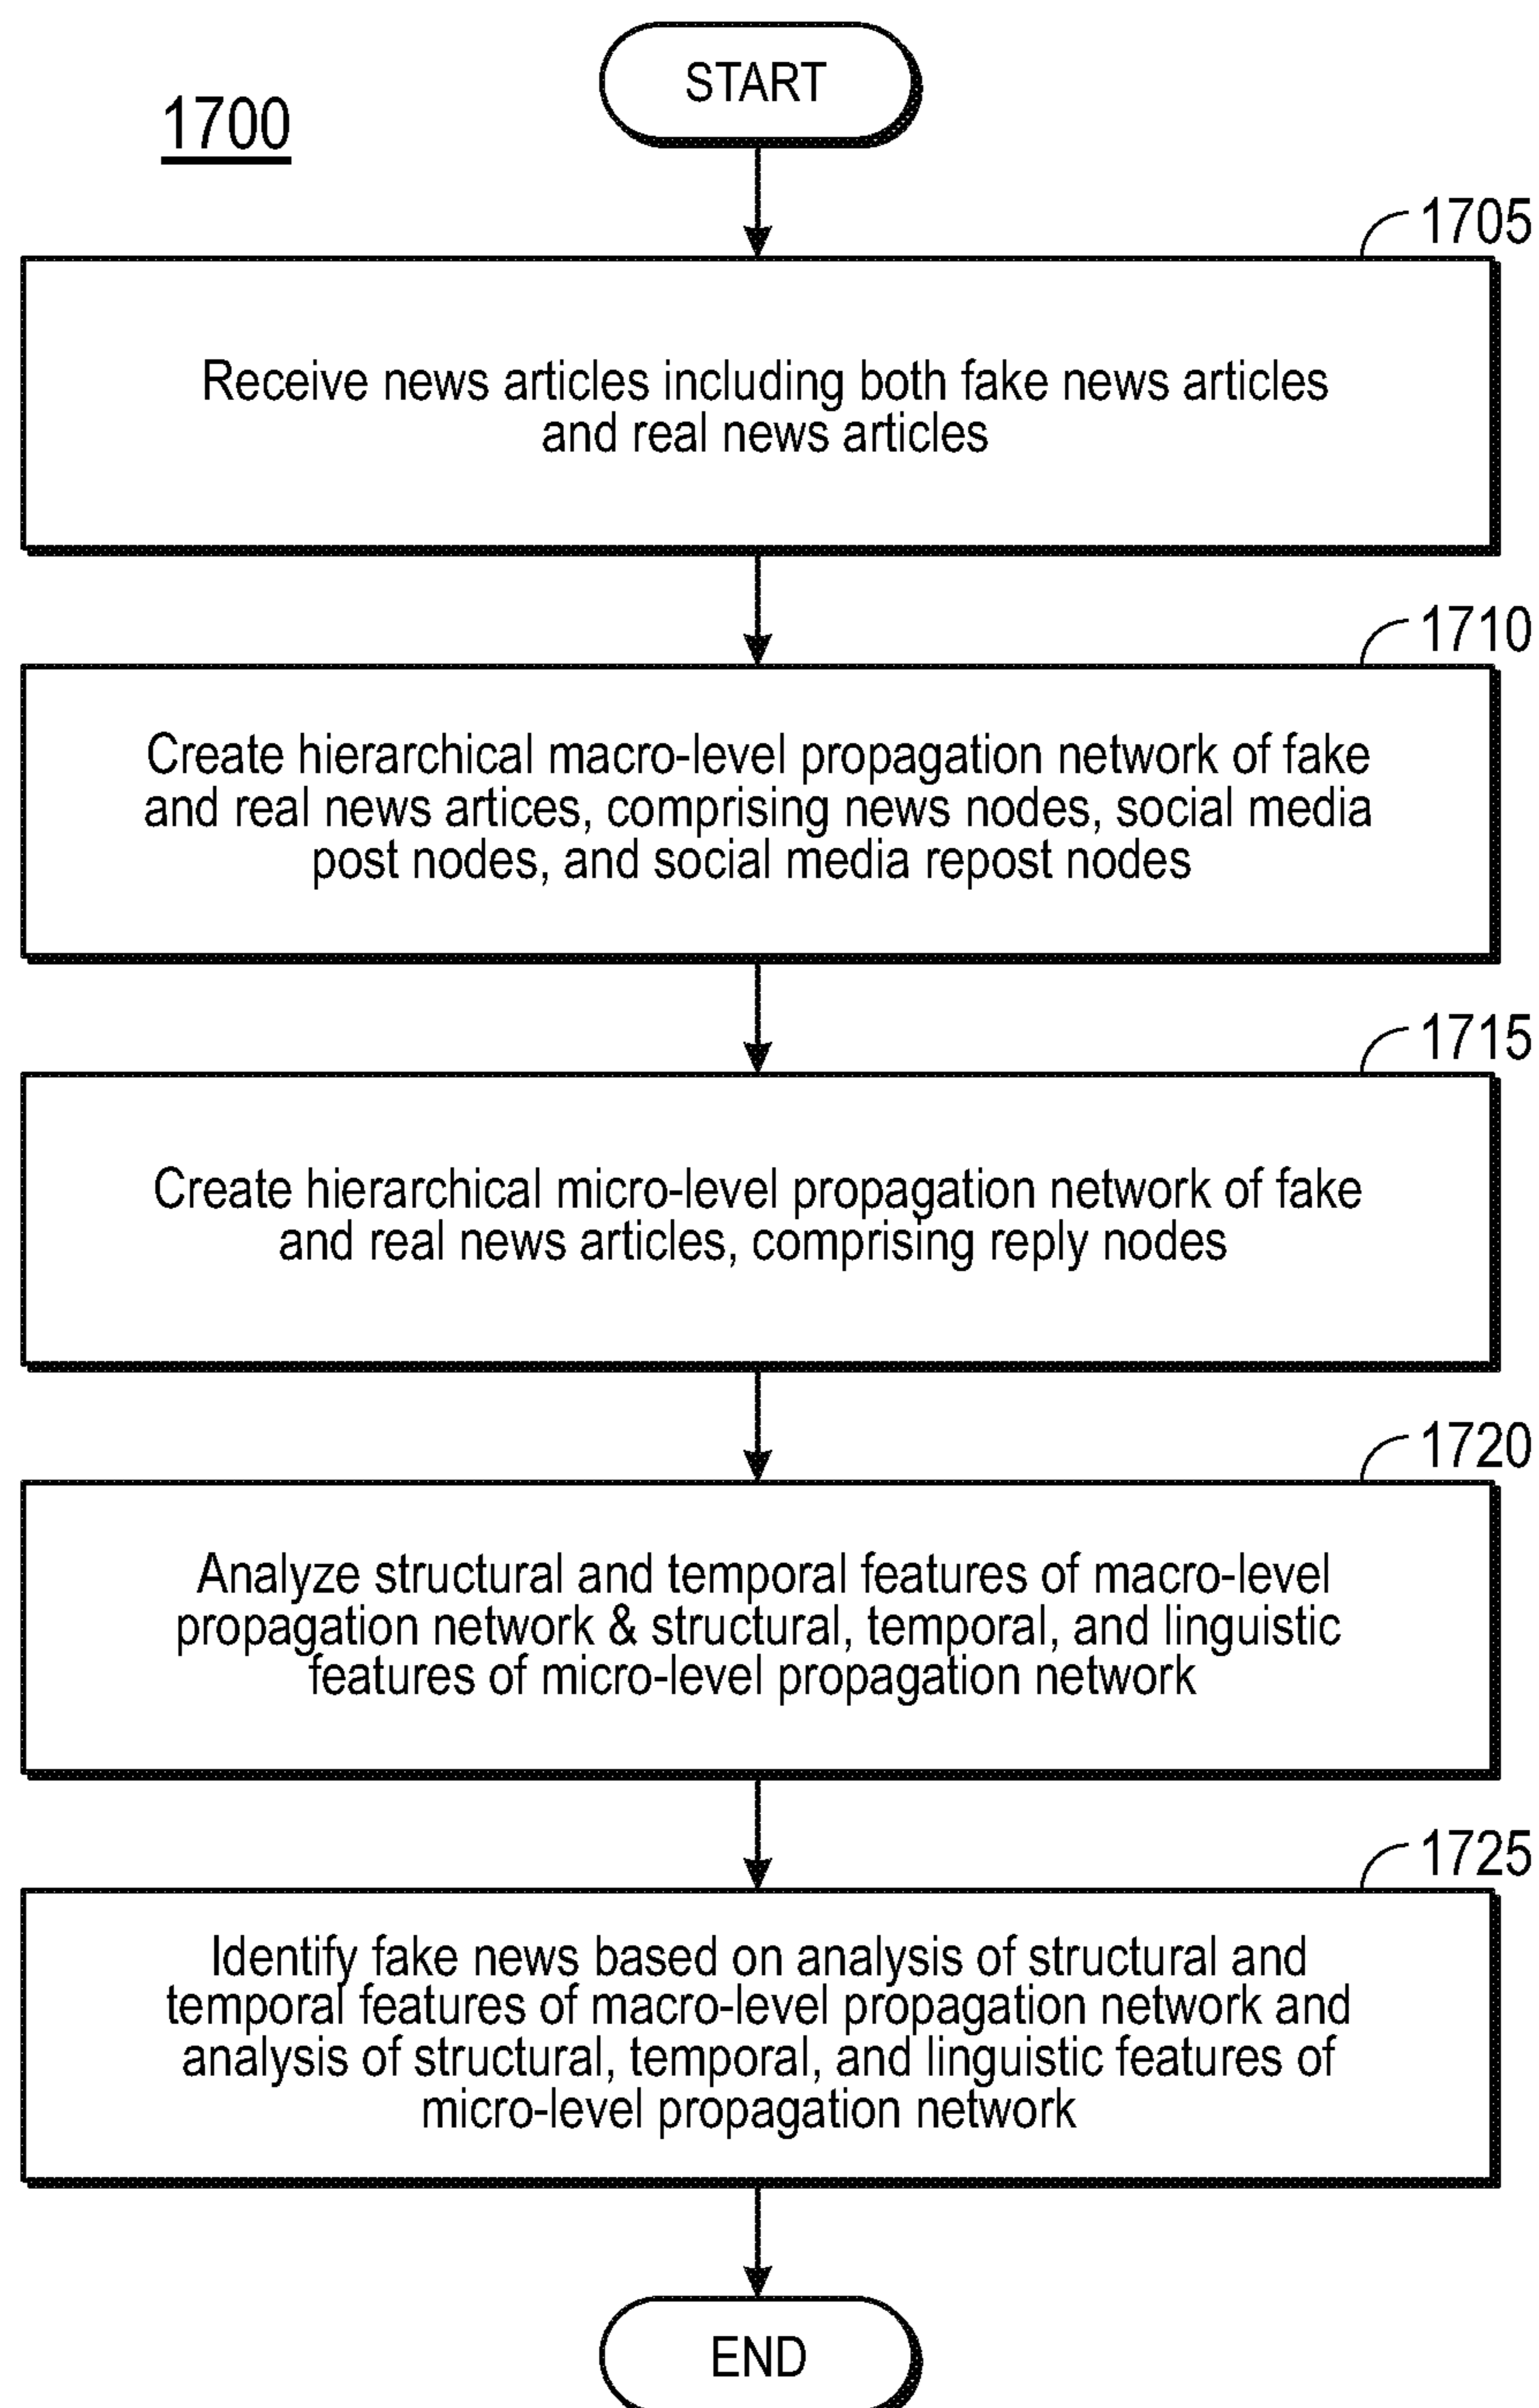 START
1700
1705
Receive news articles including both fake news articles
and real news articles
1710
Create hierarchical macro-level propagation network of fake
and real news artices, comprising news nodes, social media
post nodes, and social media repost nodes
1715
Create hierarchical micro-level propagation network of fake
and real news articles, comprising reply nodes
1720
Analyze structural and temporal features of macro-level
propagation network & structural, temporal, and linguistic
features of micro-level propagation network
1725
Identify fake news based on analysis of structural and
temporal features of macro-level propagation network and
analysis of structural, temporal, and linguistic features of
micro-level propagation network
END